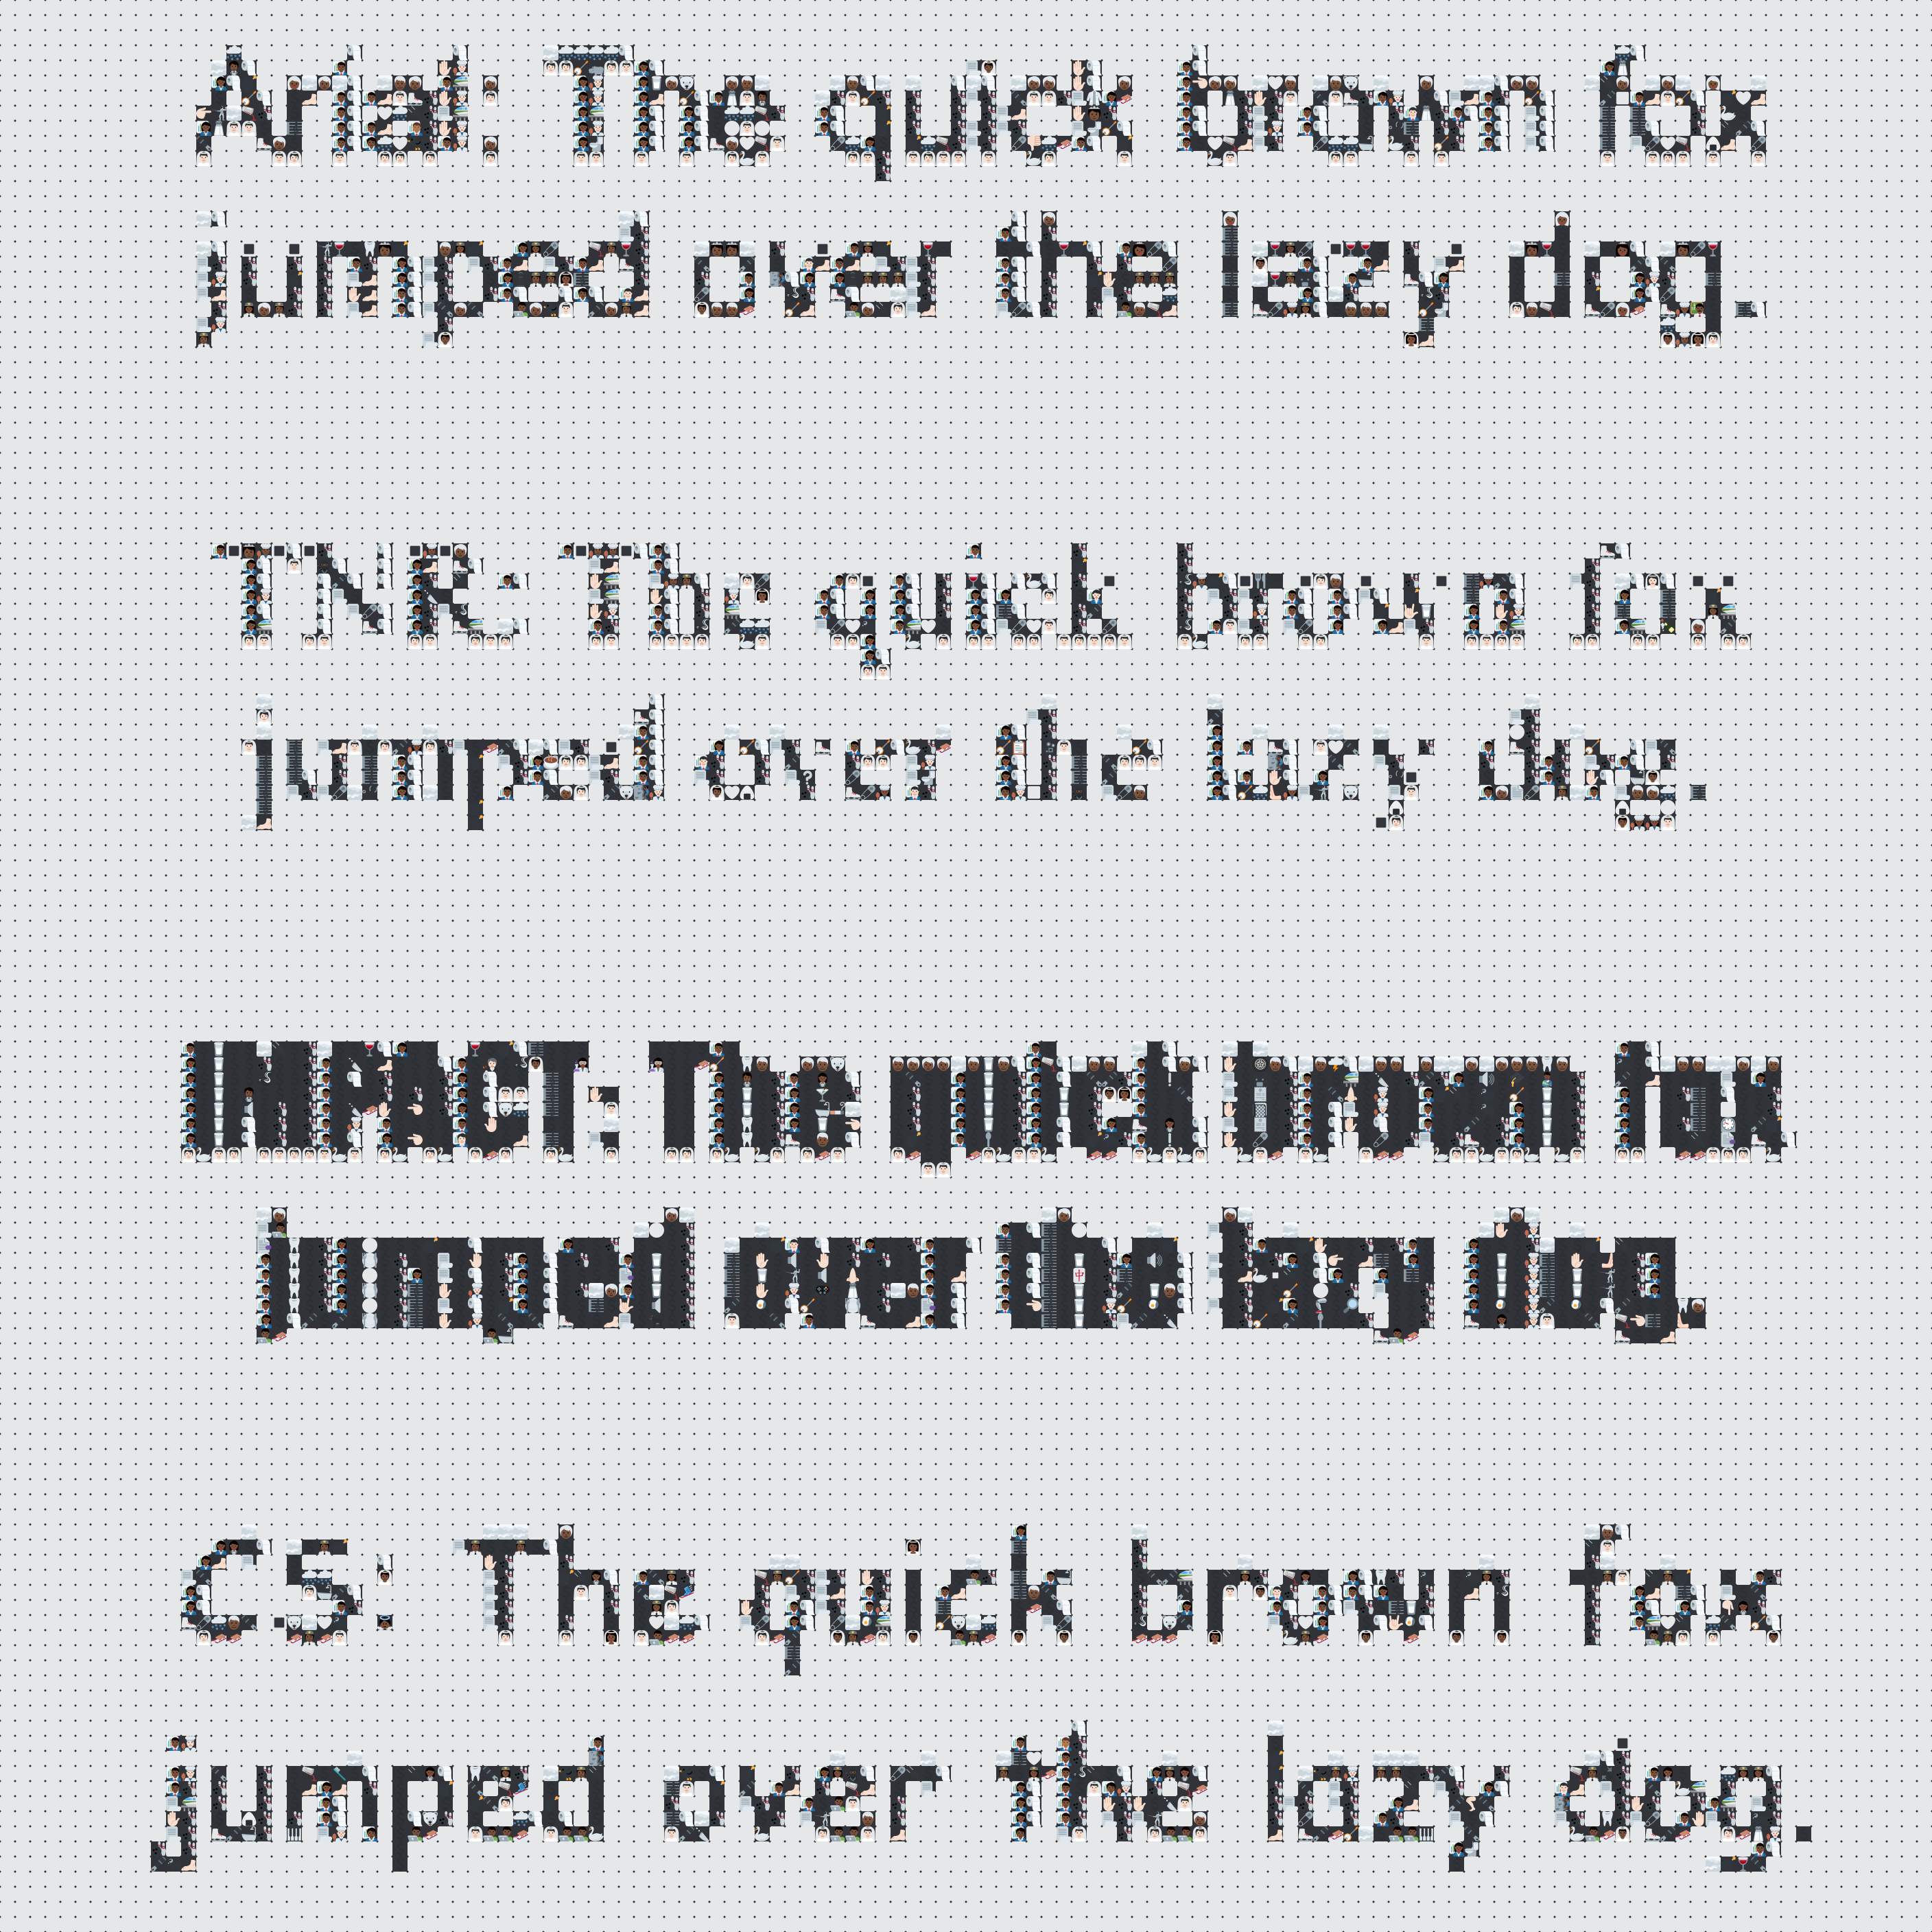 Arial: The quick brown fox
jumped over the lazy dog.
TNR: The quick brown fox
jumped over the lazy dog.
IMPACT: The quick brown fox
jumped over the lazy dog.
CS: The quick brown fox
jumped over the lazy dog.